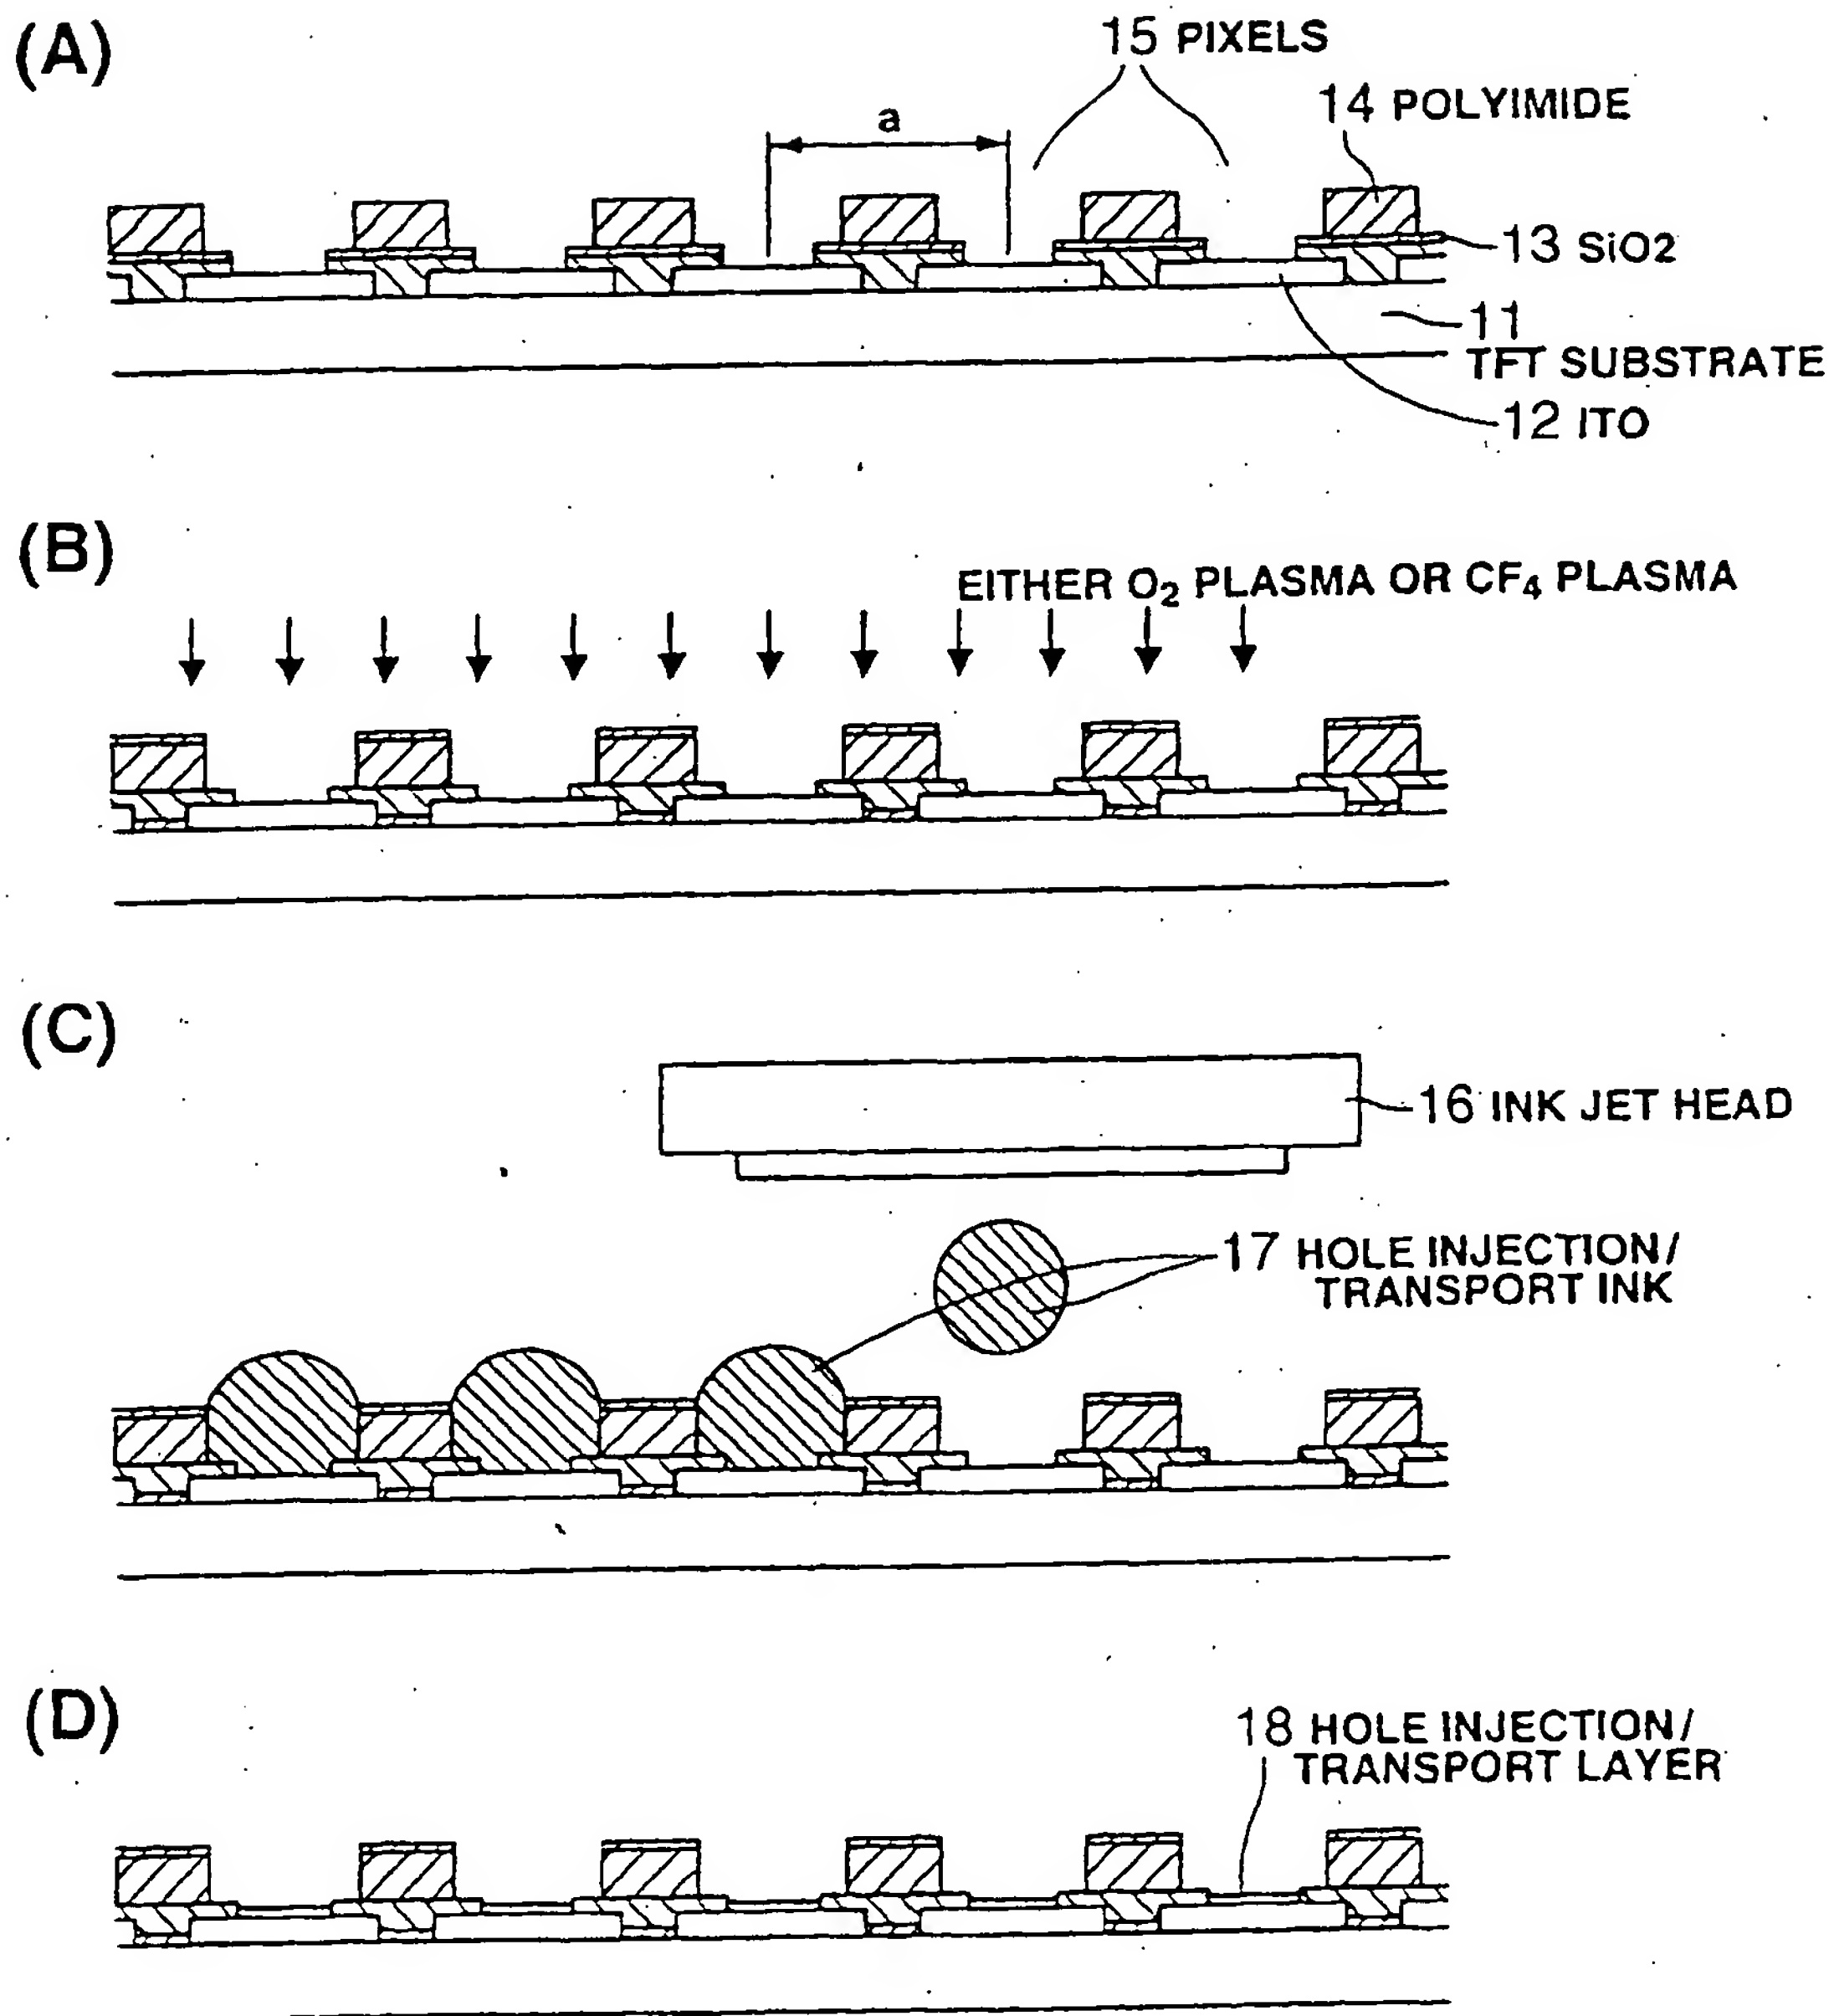 (A)
15 PIXELS
14 POLYIMIDE
a
13 SiO2
11
TFT SUBSTRATE
12 ITO
(B)
EITHER O₂ PLASMA OR CF₄ PLASMA
(C)
16 INK JET HEAD
17 HOLE INJECTION/
TRANSPORT INK
(D)
18 HOLE INJECTION/
TRANSPORT LAYER